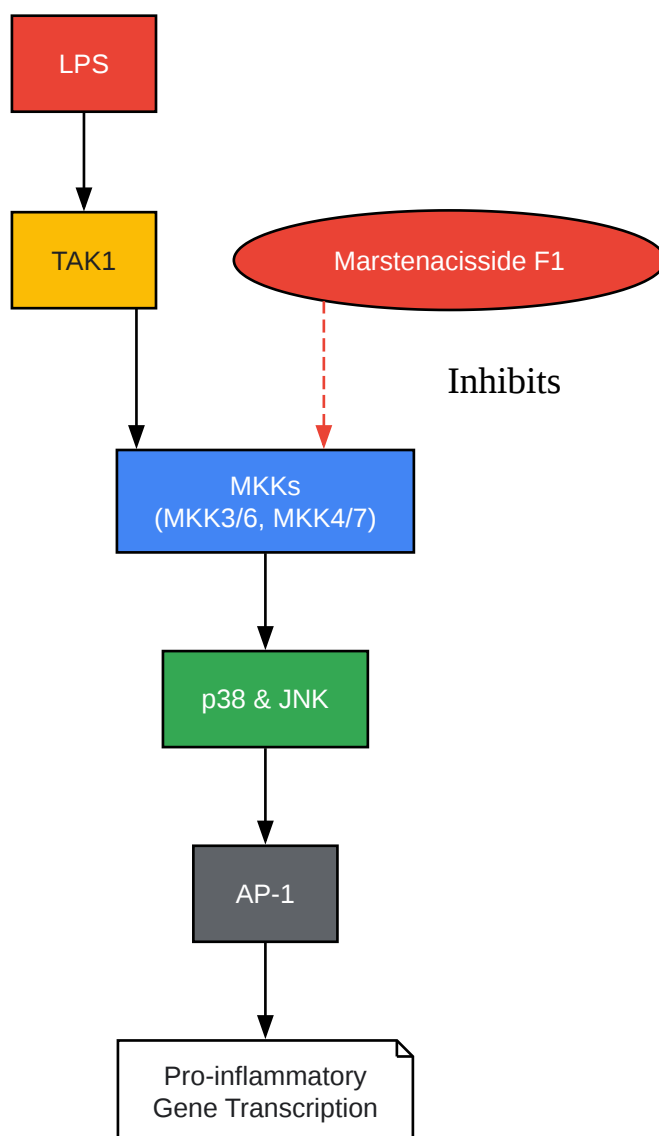 LPS
TAK1
Marstenacisside F1
Inhibits
MKKs
(MKK3/6, MKK4/7)
p38 & JNK
AP-1
Pro-inflammatory
Gene Transcription